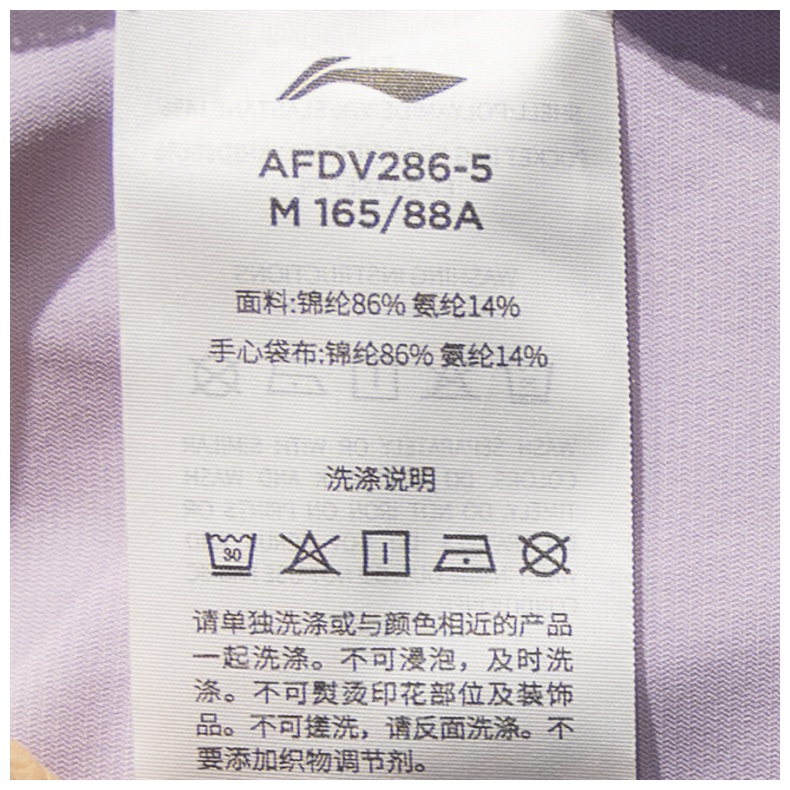 AFDV286-5
M 165/88A
面料:锦纶86% 氨纶14%
手心袋布:锦纶86% 氨纶14%
洗涤说明
30
请单独洗涤或与颜色相近的产品
一起洗涤。不可浸泡，及时洗
涤。不可熨烫印花部位及装饰
品。不可搓洗，请反面洗涤。不
要添加织物调节剂。